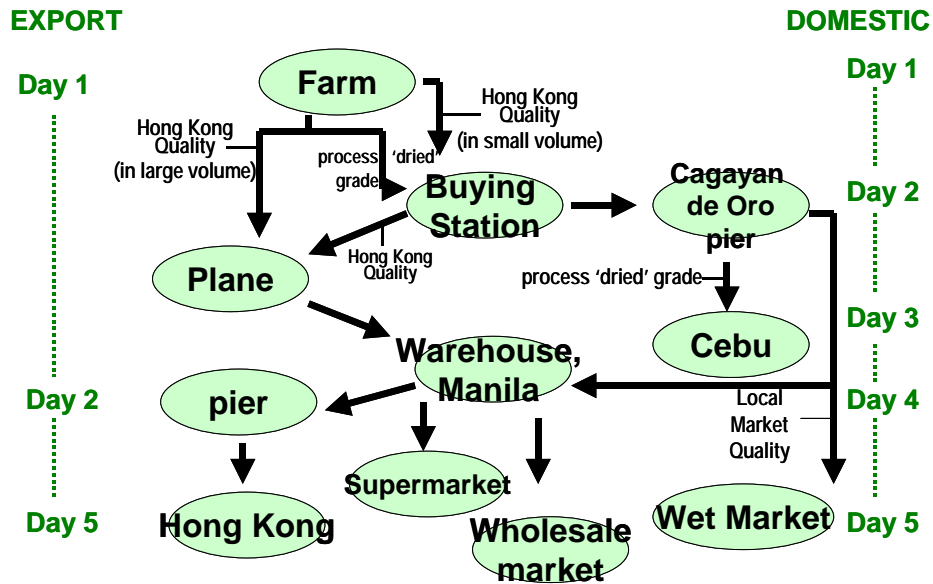 EXPORT
DOMESTIC
Day 1
Day 1
Farm
Hong Kong
Quality
(in large volume)
Hong Kong
Quality
(in small volume)
process 'dried"
grade
Buying
Station
Cagayan
de Oro
pier
Day 2
Hong Kong
Quality
Plane
process 'dried' grade
Day 3
Warehouse,
Manila
Cebu
Day 2
pier
Local
Market
Quality
Day 4
Supermarket
Day 5
Hong Kong
Wholesale
market
Wet Market
Day 5